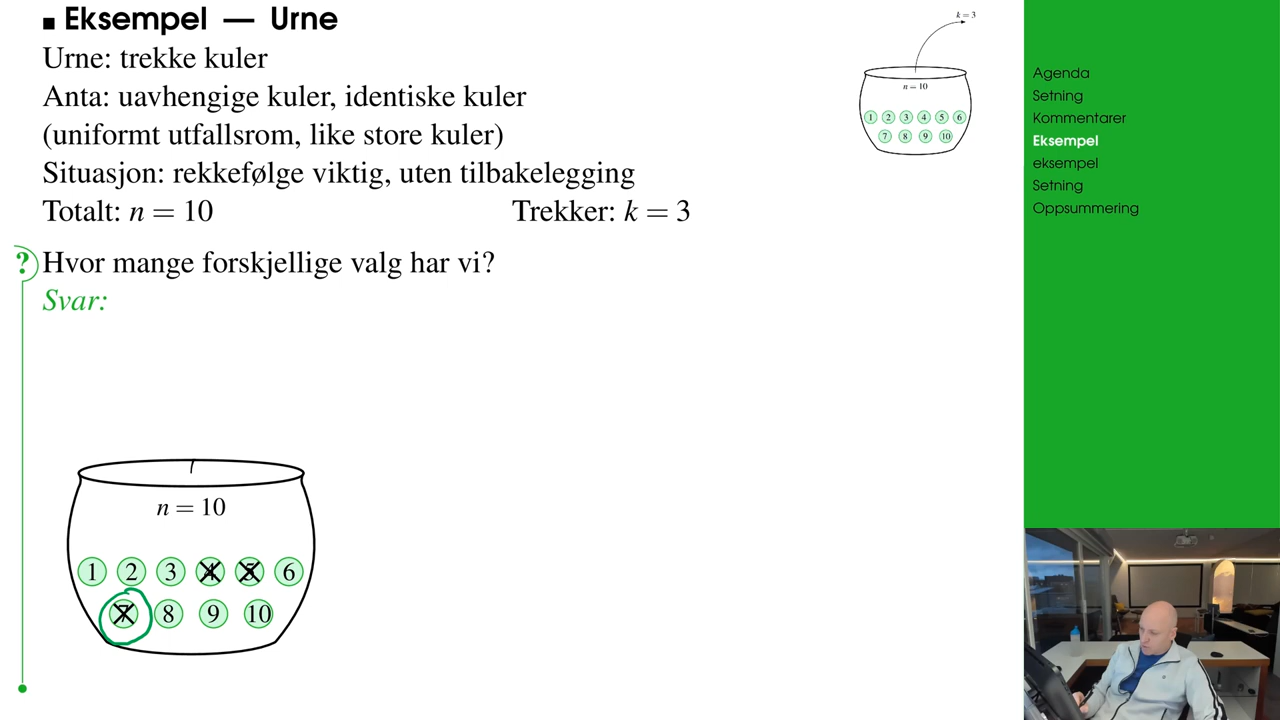 Eksempel — Urne
Urne: trekke kuler
Anta: uavhengige kuler, identiske kuler
(uniformt utfallsrom, like store kuler)
Situasjon: rekkefølge viktig, uten tilbakelegging
Totalt: n = 10 Trekker: k = 3
? Hvor mange forskjellige valg har vi?
Svar:
n = 10
1 2 3 4 5 6
7 8 9 10
k = 3
n = 10
1 2 3 4 5 6
7 8 9 10
Agenda
Setning
Kommentarer
Eksempel
eksempel
Setning
Oppsummering